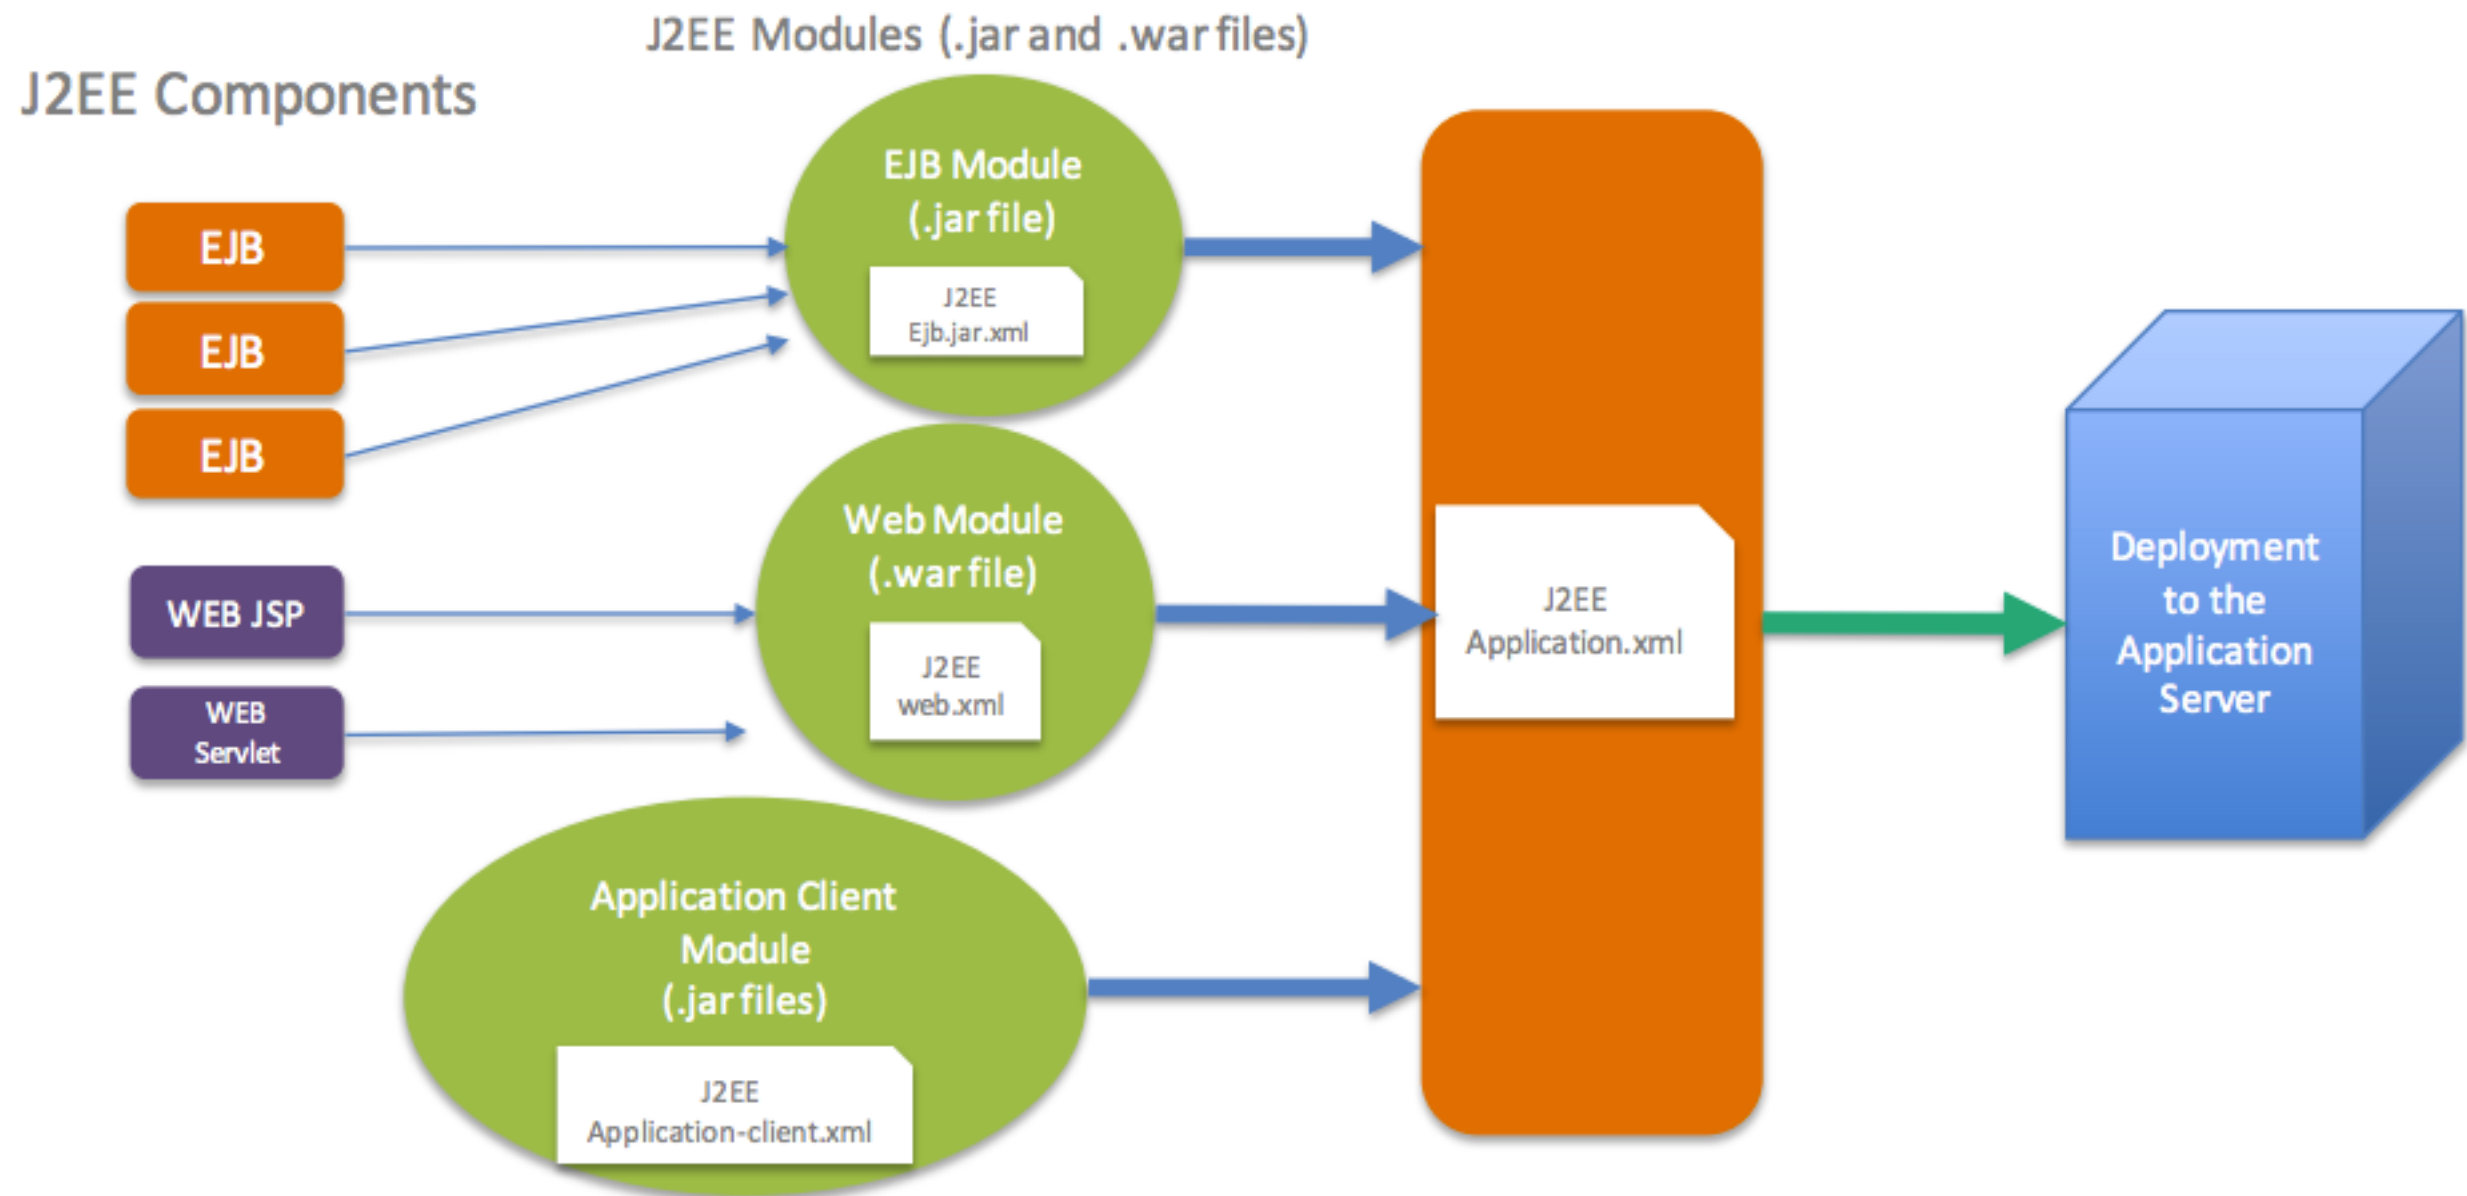 J2EE Modules (.jar and .war files)
J2EE Components
EJB
EJB
EJB
WEB JSP
WEB
Servlet
EJB Module
(.jar file)
J2EE
Ejb.jar.xml
Web Module
(.war file)
J2EE
web.xml
Application Client
Module
(.jar files)
J2EE
Application-client.xml
J2EE
Application.xml
Deployment
to the
Application
Server